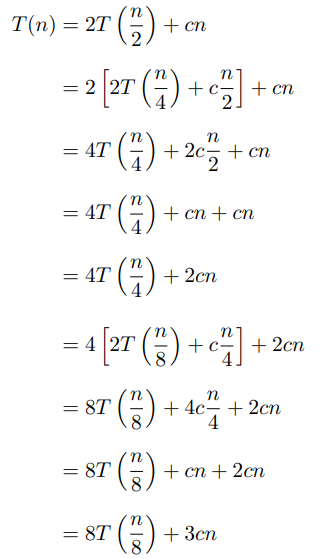 T(n) = 2T(n/2) + cn
= 2[2T(n/4) + c n/2] + cn
= 4T(n/4) + 2c n/2 + cn
= 4T(n/4) + cn + cn
= 4T(n/4) + 2cn
= 4[2T(n/8) + c n/4] + 2cn
= 8T(n/8) + 4c n/4 + 2cn
= 8T(n/8) + cn + 2cn
= 8T(n/8) + 3cn